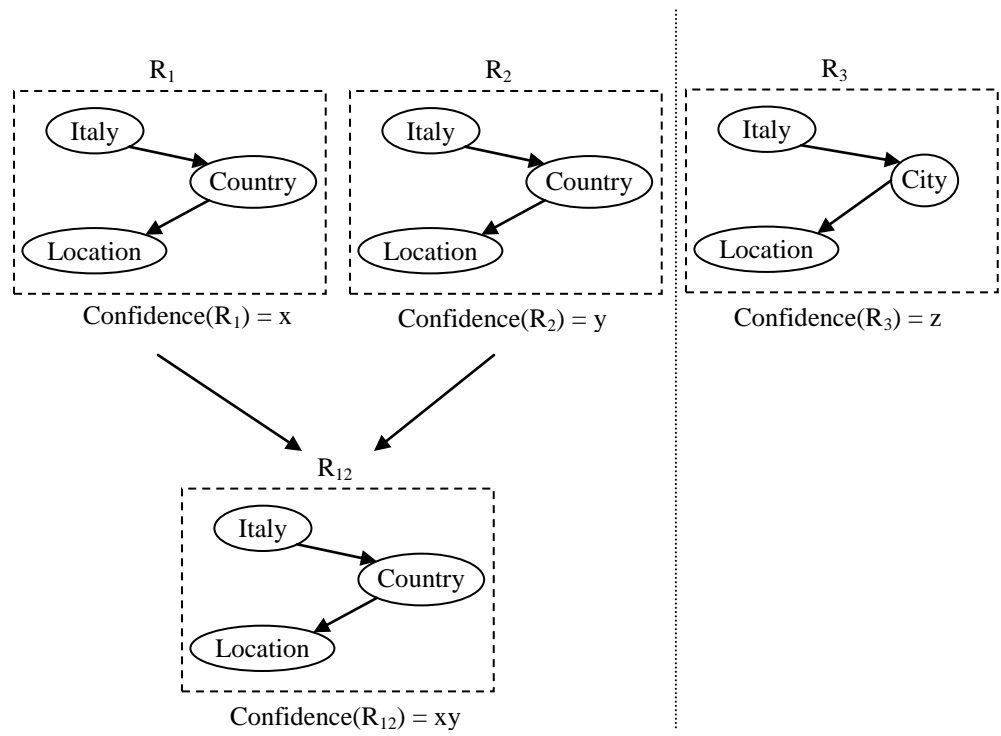 R₁
Italy
Country
Location
Confidence(R₁) = x
R₂
Italy
Country
Location
Confidence(R₂) = y
R₃
Italy
City
Location
Confidence(R₃) = z
R₁₂
Italy
Country
Location
Confidence(R₁₂) = xy